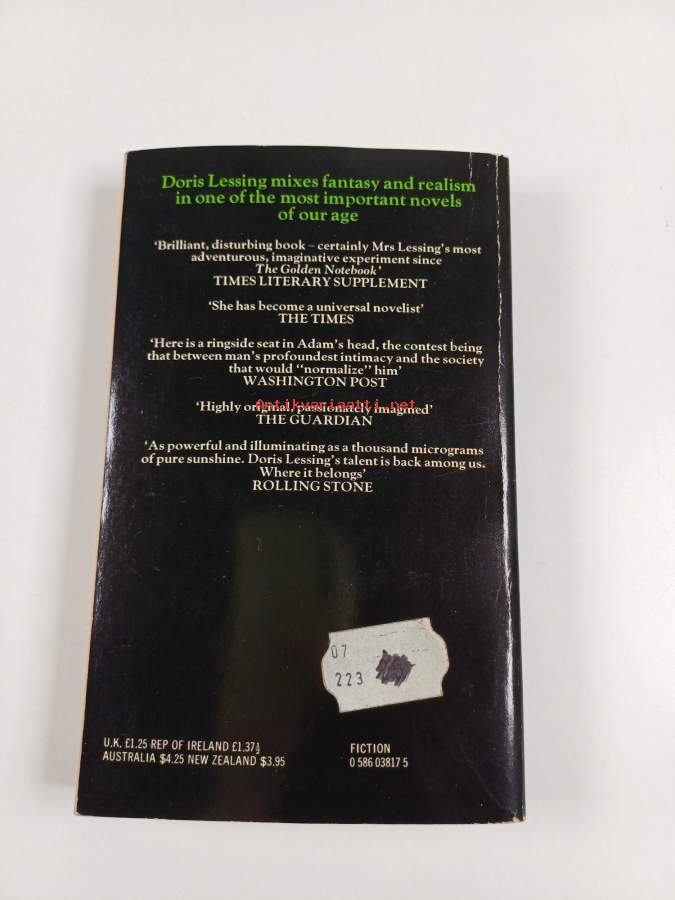 Doris Lessing mixes fantasy and realism
in one of the most important novels
of our age
‘Brilliant, disturbing book – certainly Mrs Lessing’s most
adventurous, imaginative experiment since
The Golden Notebook’
TIMES LITERARY SUPPLEMENT
‘She has become a universal novelist’
THE TIMES
‘Here is a ringside seat in Adam’s head, the contest being
that between man’s profoundest intimacy and the society
that would “normalize” him’
WASHINGTON POST
Antikvariaatti.net
‘Highly original, passionately imagined’
THE GUARDIAN
‘As powerful and illuminating as a thousand micrograms
of pure sunshine. Doris Lessing’s talent is back among us.
Where it belongs’
ROLLING STONE
07
223
U.K. £1.25 REP OF IRELAND £1.37½
AUSTRALIA $4.25 NEW ZEALAND $3.95
FICTION
0 586 03817 5